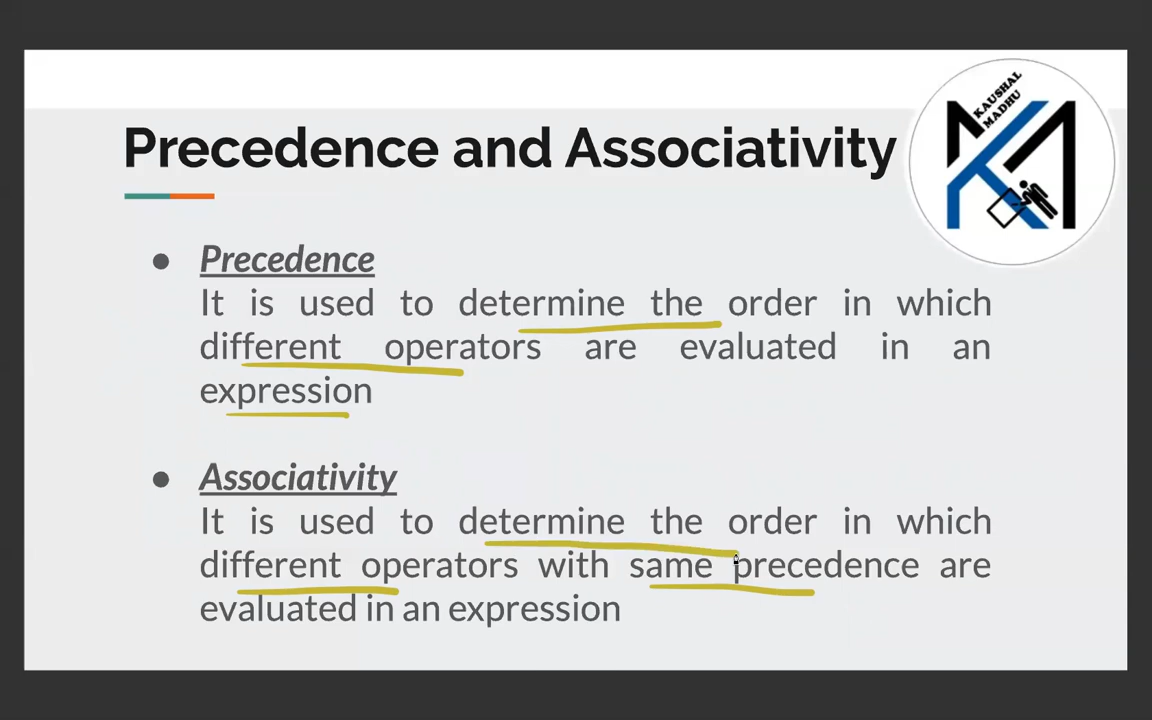 KAUSHAL
MADHU
Precedence and Associativity
● Precedence
It is used to determine the order in which
different operators are evaluated in an
expression
● Associativity
It is used to determine the order in which
different operators with same precedence are
evaluated in an expression